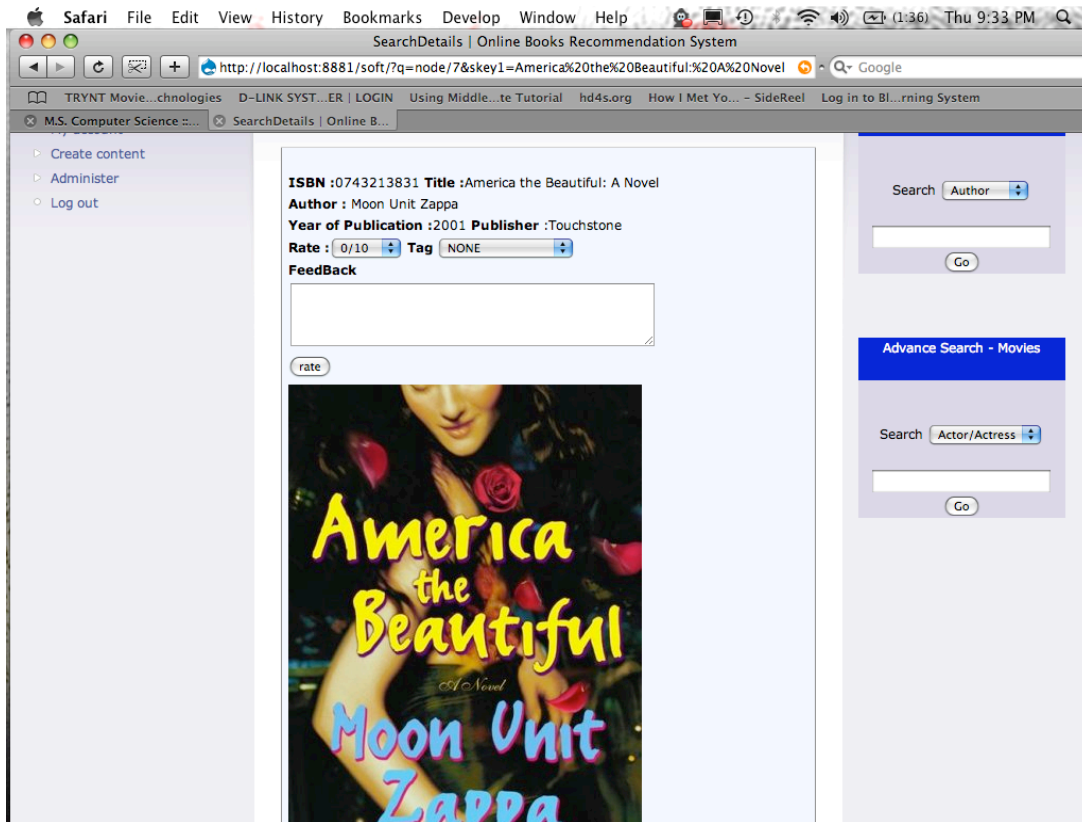 Safari File Edit View History Bookmarks Develop Window Help (1:36) Thu 9:33 PM
SearchDetails | Online Books Recommendation System
http://localhost:8881/soft/?q=node/7&skey1=America%20the%20Beautiful:%20A%20Novel Google
TRYNT Movie...chnologies D-LINK SYST...ER | LOGIN Using Middle...te Tutorial hd4s.org How I Met Yo... – SideReel Log in to Bl...rning System
M.S. Computer Science ::... SearchDetails | Online B...
Create content
Administer
Log out
ISBN :0743213831 Title :America the Beautiful: A Novel
Author : Moon Unit Zappa
Year of Publication :2001 Publisher :Touchstone
Rate : 0/10 Tag NONE
FeedBack
rate
America
the
Beautiful
A Novel
Moon Unit
Zappa
Search Author
Go
Advance Search - Movies
Search Actor/Actress
Go